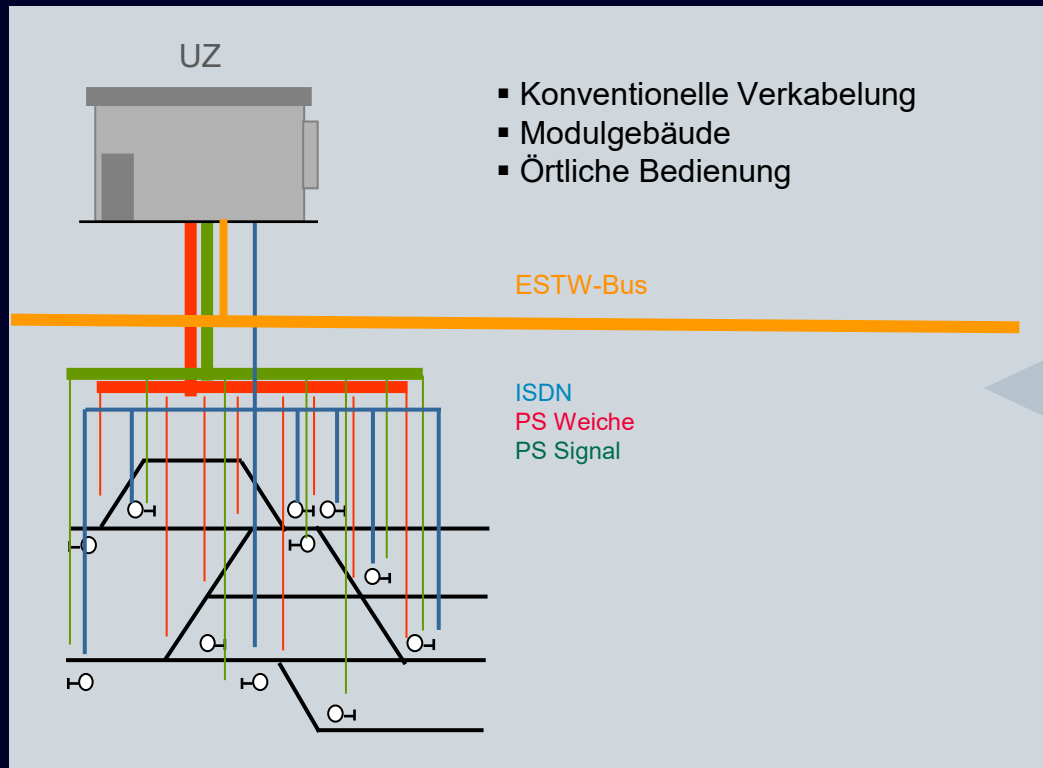 UZ
▪ Konventionelle Verkabelung
▪ Modulgebäude
▪ Örtliche Bedienung
ESTW-Bus
ISDN
PS Weiche
PS Signal